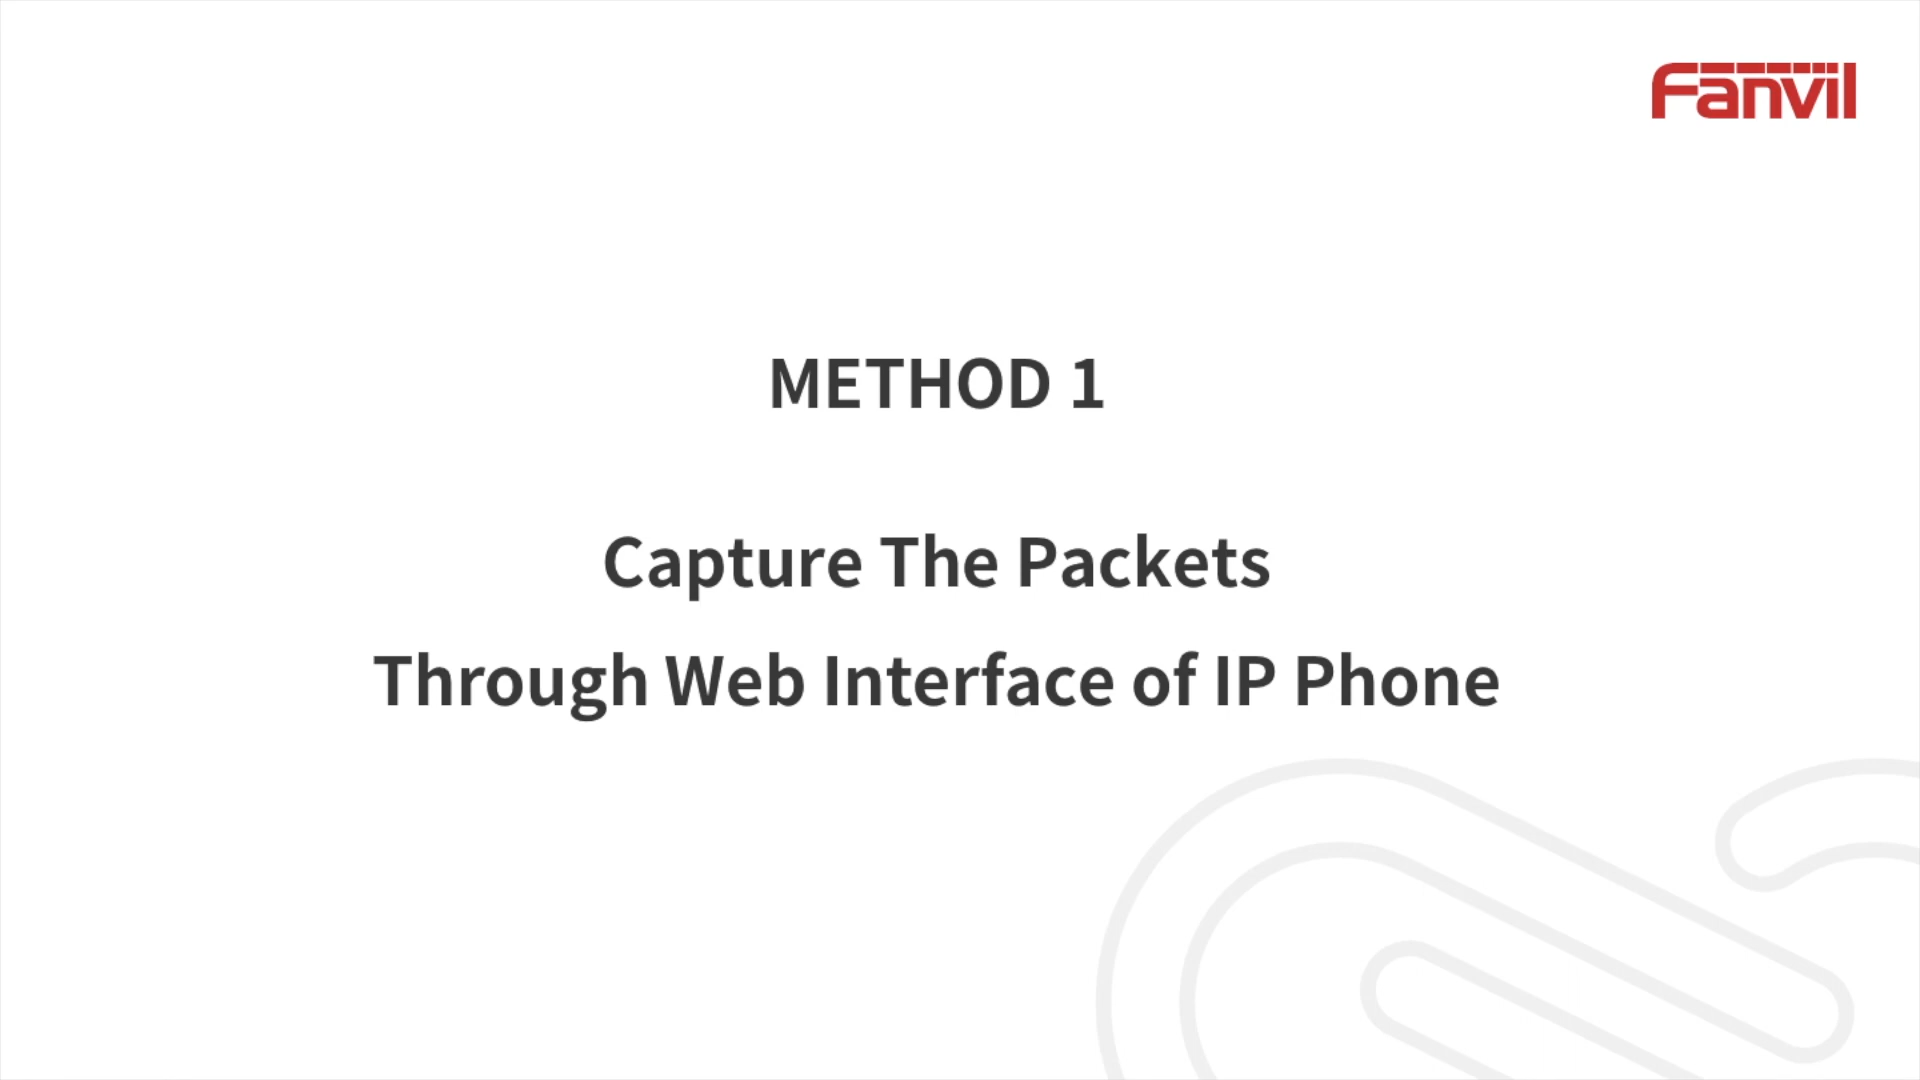 Fanvil
METHOD 1
Capture The Packets
Through Web Interface of IP Phone